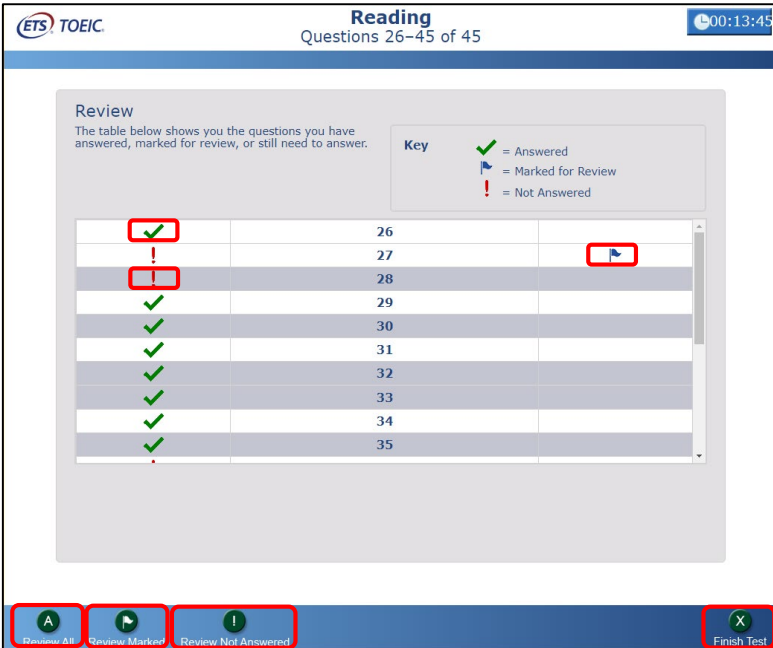 ETS TOEIC.
Reading
Questions 26–45 of 45
00:13:45
Review
The table below shows you the questions you have
answered, marked for review, or still need to answer.
Key
= Answered
= Marked for Review
! = Not Answered
26
! 27
! 28
29
30
31
32
33
34
35
A
Review All
Review Marked
!
Review Not Answered
X
Finish Test